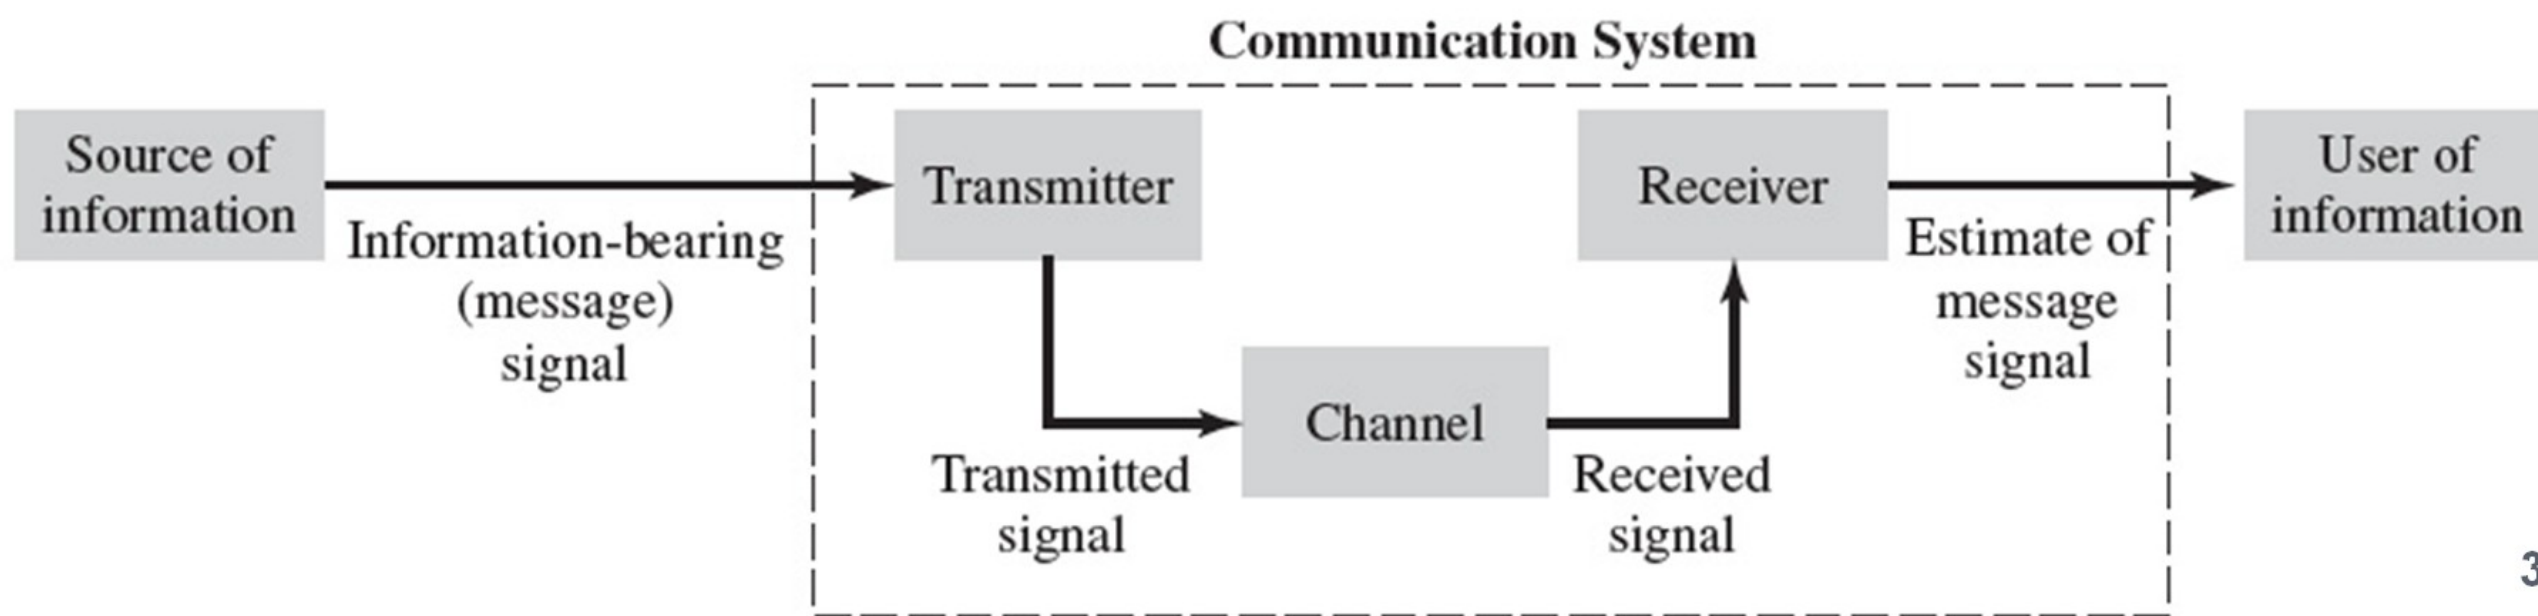 Communication System
Source of
information
Information-bearing
(message)
signal
Transmitter
Transmitted
signal
Channel
Received
signal
Receiver
Estimate of
message
signal
User of
information
3